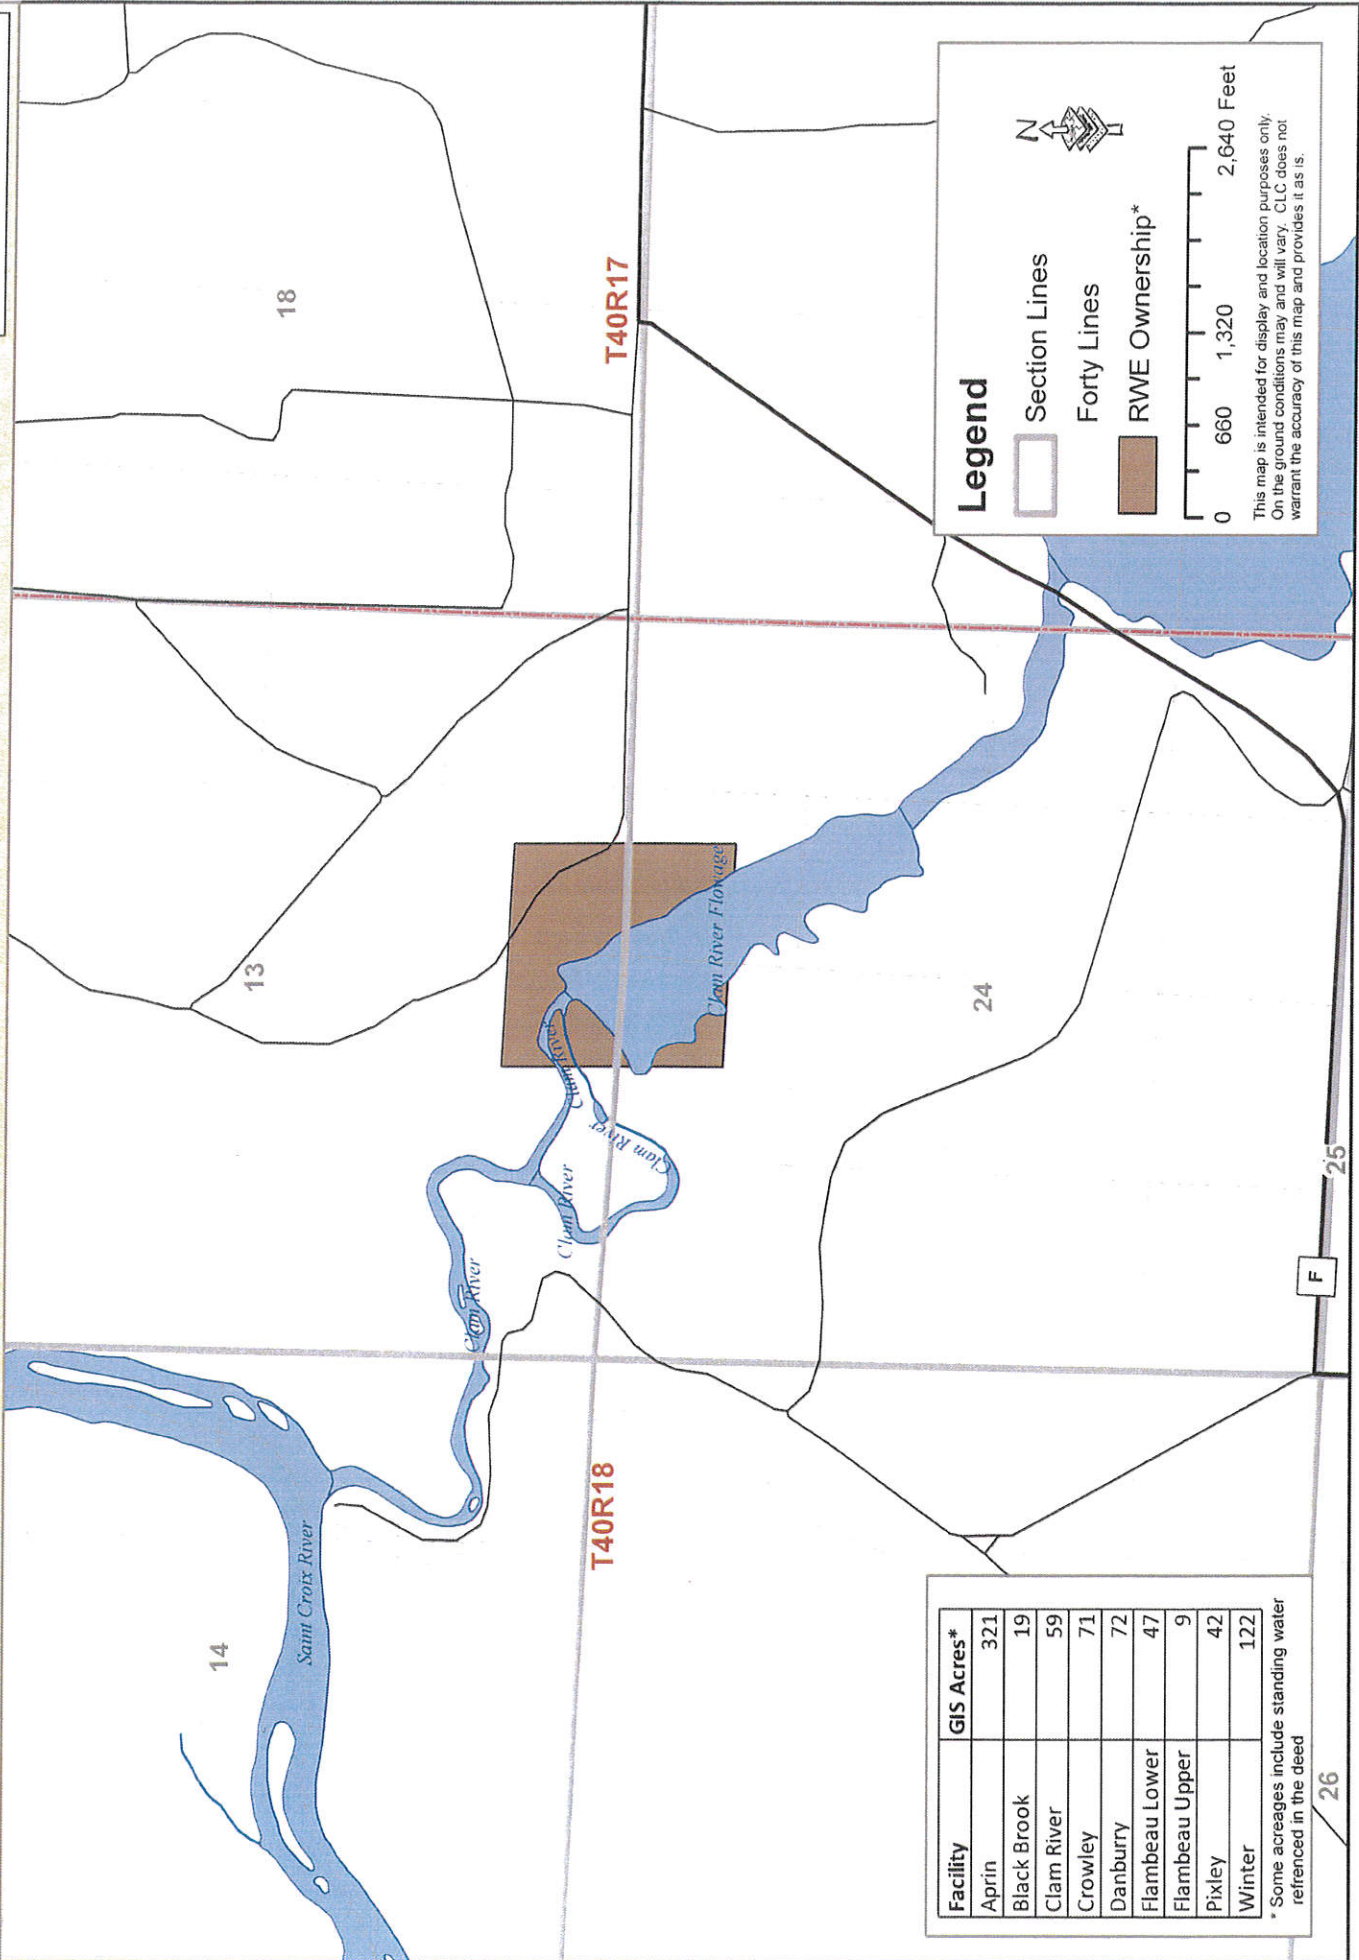 18
T40R17
13
Clam River Flowage
24
Clam River
Clam River
Clam River
Clam River
25
F
T40R18
14
Saint Croix River
26
Legend
N
Section Lines
Forty Lines
RWE Ownership*
0 660 1,320 2,640 Feet
This map is intended for display and location purposes only.
On the ground conditions may and will vary. CLC does not
warrant the accuracy of this map and provides it as is.
Facility GIS Acres*
Aprin 321
Black Brook 19
Clam River 59
Crowley 71
Danburry 72
Flambeau Lower 47
Flambeau Upper 9
Pixley 42
Winter 122
* Some acreages include standing water
refrenced in the deed